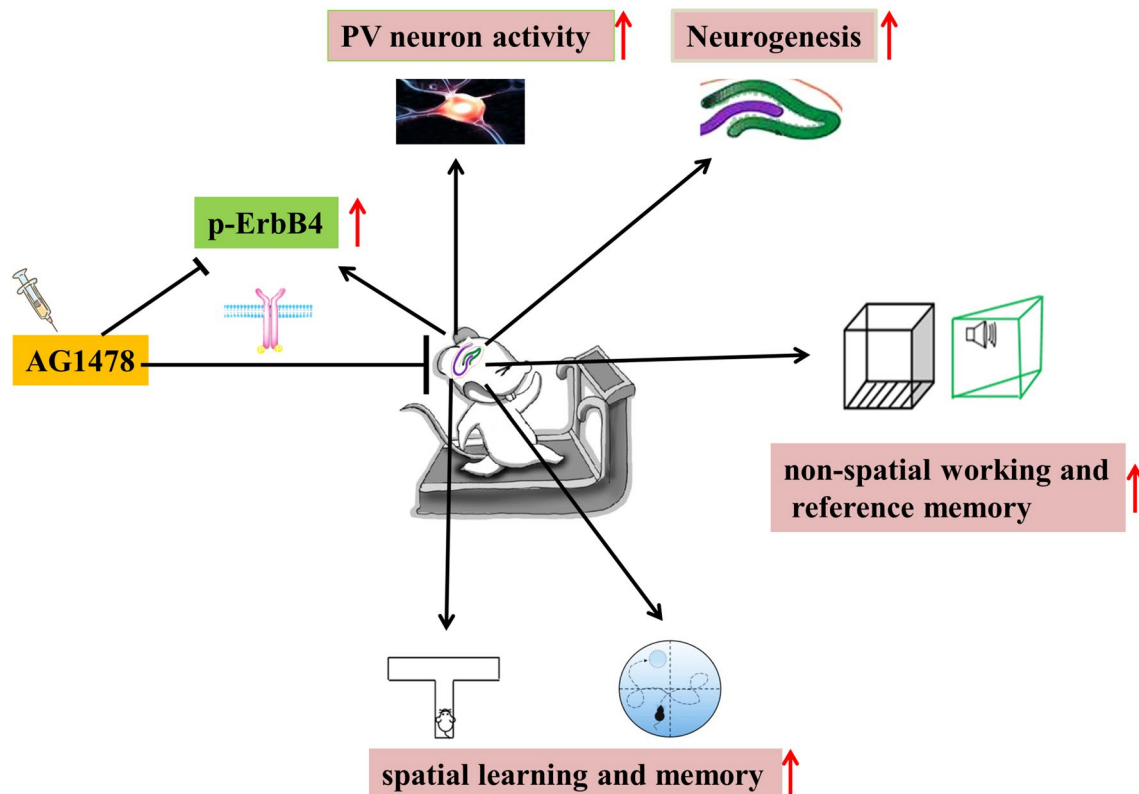 PV neuron activity
Neurogenesis
p-ErbB4
AG1478
non-spatial working and
reference memory
spatial learning and memory